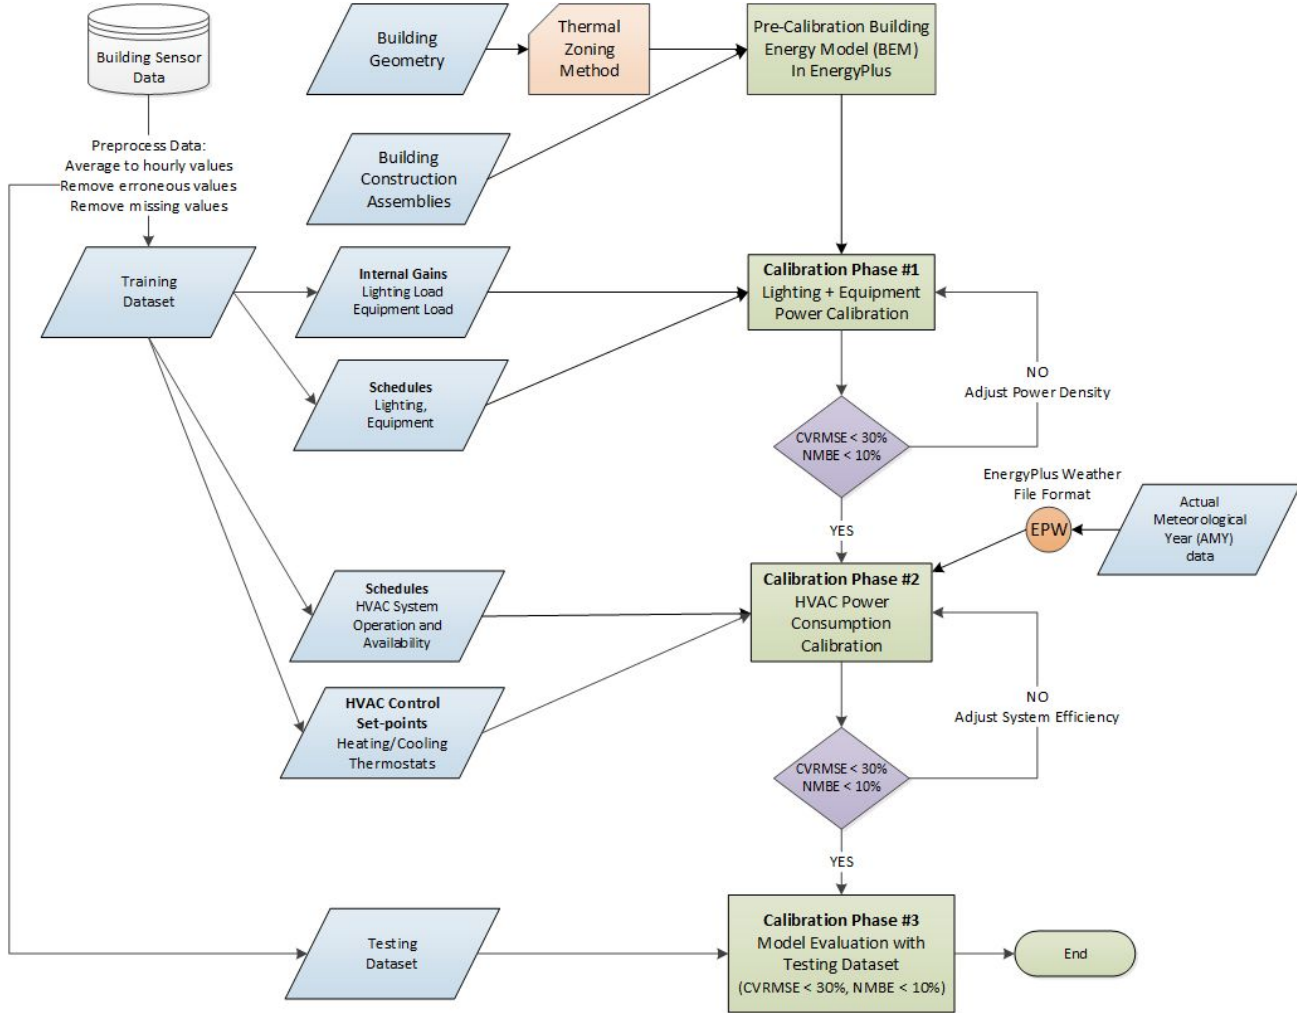 Building Sensor
Data
Building
Geometry
Thermal
Zoning
Method
Pre-Calibration Building
Energy Model (BEM)
In EnergyPlus
Preprocess Data:
Average to hourly values
Remove erroneous values
Remove missing values
Building
Construction
Assemblies
Training
Dataset
Internal Gains
Lighting Load
Equipment Load
Calibration Phase #1
Lighting + Equipment
Power Calibration
Schedules
Lighting,
Equipment
NO
Adjust Power Density
CVRMSE < 30%
NMBE < 10%
YES
EnergyPlus Weather
File Format
EPW
Actual
Meteorological
Year (AMY)
data
Schedules
HVAC System
Operation and
Availability
Calibration Phase #2
HVAC Power
Consumption
Calibration
HVAC Control
Set-points
Heating/Cooling
Thermostats
NO
Adjust System Efficiency
CVRMSE < 30%
NMBE < 10%
YES
Testing
Dataset
Calibration Phase #3
Model Evaluation with
Testing Dataset
(CVRMSE < 30%, NMBE < 10%)
End